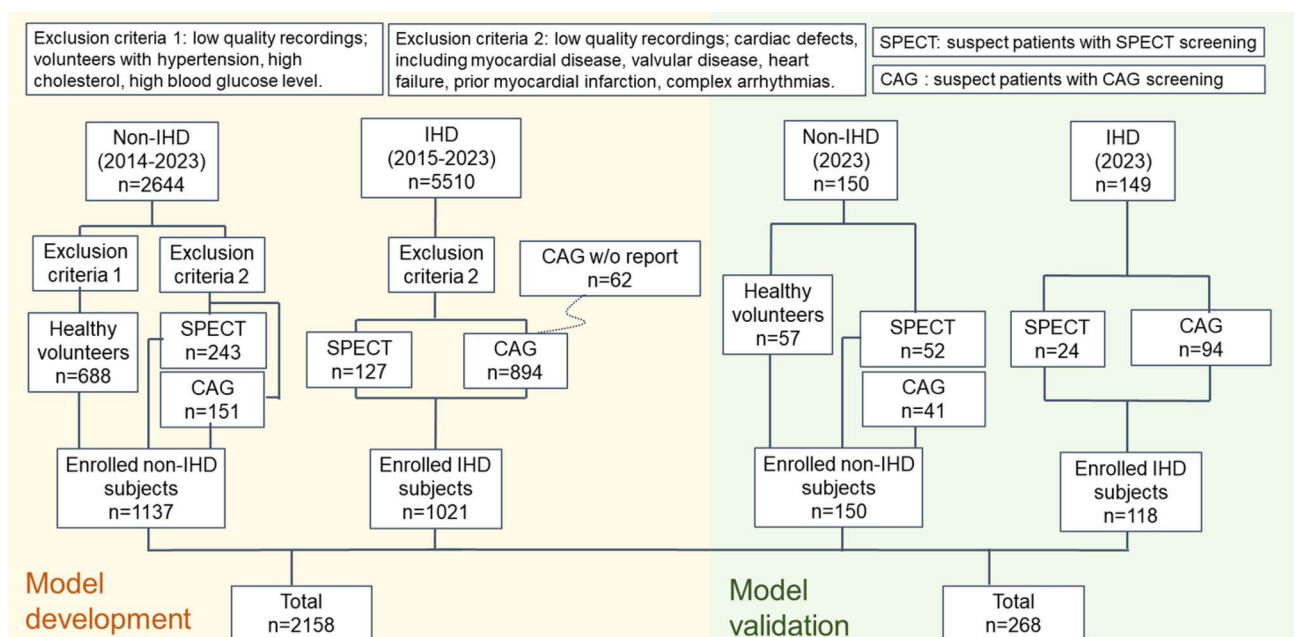 Exclusion criteria 1: low quality recordings;
volunteers with hypertension, high
cholesterol, high blood glucose level.
Exclusion criteria 2: low quality recordings; cardiac defects,
including myocardial disease, valvular disease, heart
failure, prior myocardial infarction, complex arrhythmias.
SPECT: suspect patients with SPECT screening
CAG : suspect patients with CAG screening
Non-IHD
(2014-2023)
n=2644
IHD
(2015-2023)
n=5510
Exclusion
criteria 1
Exclusion
criteria 2
Exclusion
criteria 2
CAG w/o report
n=62
Healthy
volunteers
n=688
SPECT
n=243
CAG
n=151
SPECT
n=127
CAG
n=894
Enrolled non-IHD
subjects
n=1137
Enrolled IHD
subjects
n=1021
Model
development
Total
n=2158
Non-IHD
(2023)
n=150
IHD
(2023)
n=149
Healthy
volunteers
n=57
SPECT
n=52
CAG
n=41
SPECT
n=24
CAG
n=94
Enrolled non-IHD
subjects
n=150
Enrolled IHD
subjects
n=118
Model
validation
Total
n=268